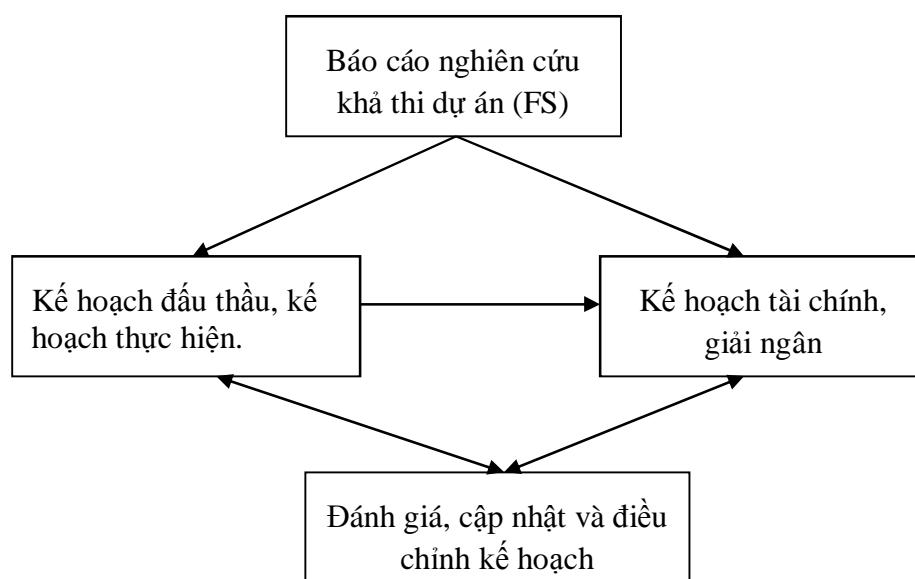 Báo cáo nghiên cứu
khả thi dự án (FS)
Kế hoạch đấu thầu, kế
hoạch thực hiện.
Kế hoạch tài chính,
giải ngân
Đánh giá, cập nhật và điều
chỉnh kế hoạch